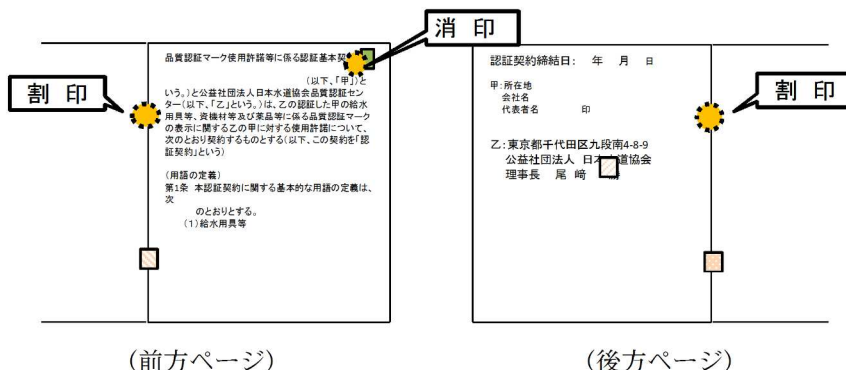 消 印
割 印
品質認証マーク使用許諾等に係る認証基本契
(以下、「甲」)と
いう。)と公益社団法人日本水道協会品質認証セン
ター(以下、「乙」という。)は、乙の認証した甲の給水
用具等、資機材等及び薬品等に係る品質認証マーク
の表示に関する乙の甲に対する使用許諾について、
次のとおり契約するものとする(以下、この契約を「認
証契約」という)
(用語の定義)
第1条 本認証契約に関する基本的な用語の定義は、
次
のとおりとする。
(1)給水用具等
(前方ページ)
認証契約締結日: 年 月 日
甲:所在地
会社名
代表者名 印
割 印
乙:東京都千代田区九段南4-8-9
公益社団法人 日本水道協会
理事長 尾 﨑
(後方ページ)